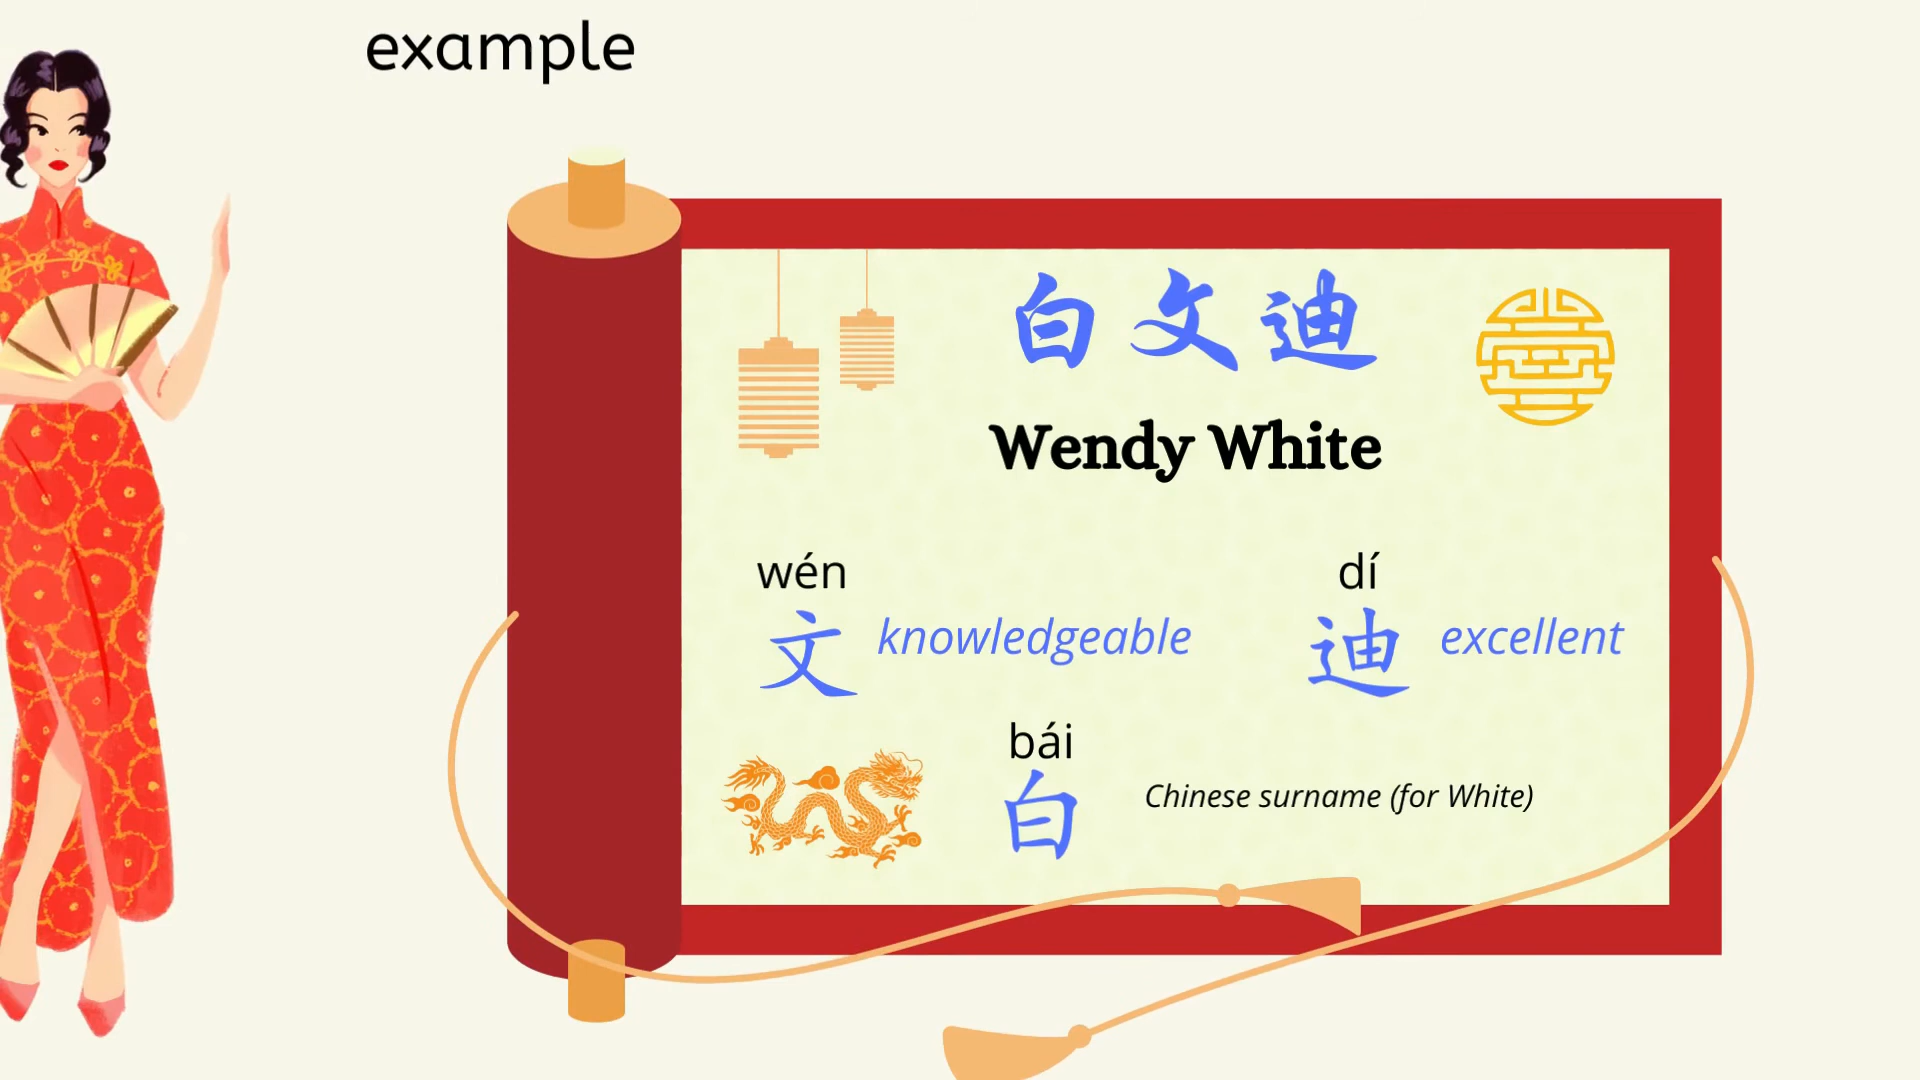 example
白文迪
Wendy White
wén
文 knowledgeable
dí
迪 excellent
bái
白 Chinese surname (for White)